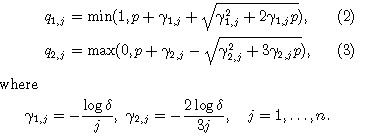 q_{1,j} = min(1, p + γ_{1,j} + √(γ_{1,j}^2 + 2γ_{1,j}p)), (2)
q_{2,j} = max(0, p + γ_{2,j} − √(γ_{2,j}^2 + 3γ_{2,j}p)), (3)
where
γ_{1,j} = −(log δ)/j, γ_{2,j} = −(2 log δ)/(3j), j = 1, . . . , n.